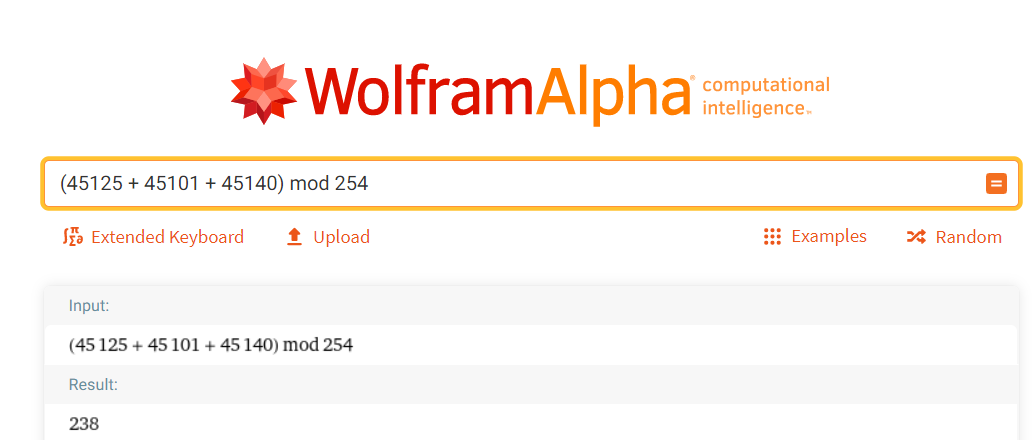 WolframAlpha computational intelligence™
(45125 + 45101 + 45140) mod 254
Extended Keyboard Upload Examples Random
Input:
(45 125 + 45 101 + 45 140) mod 254
Result:
238